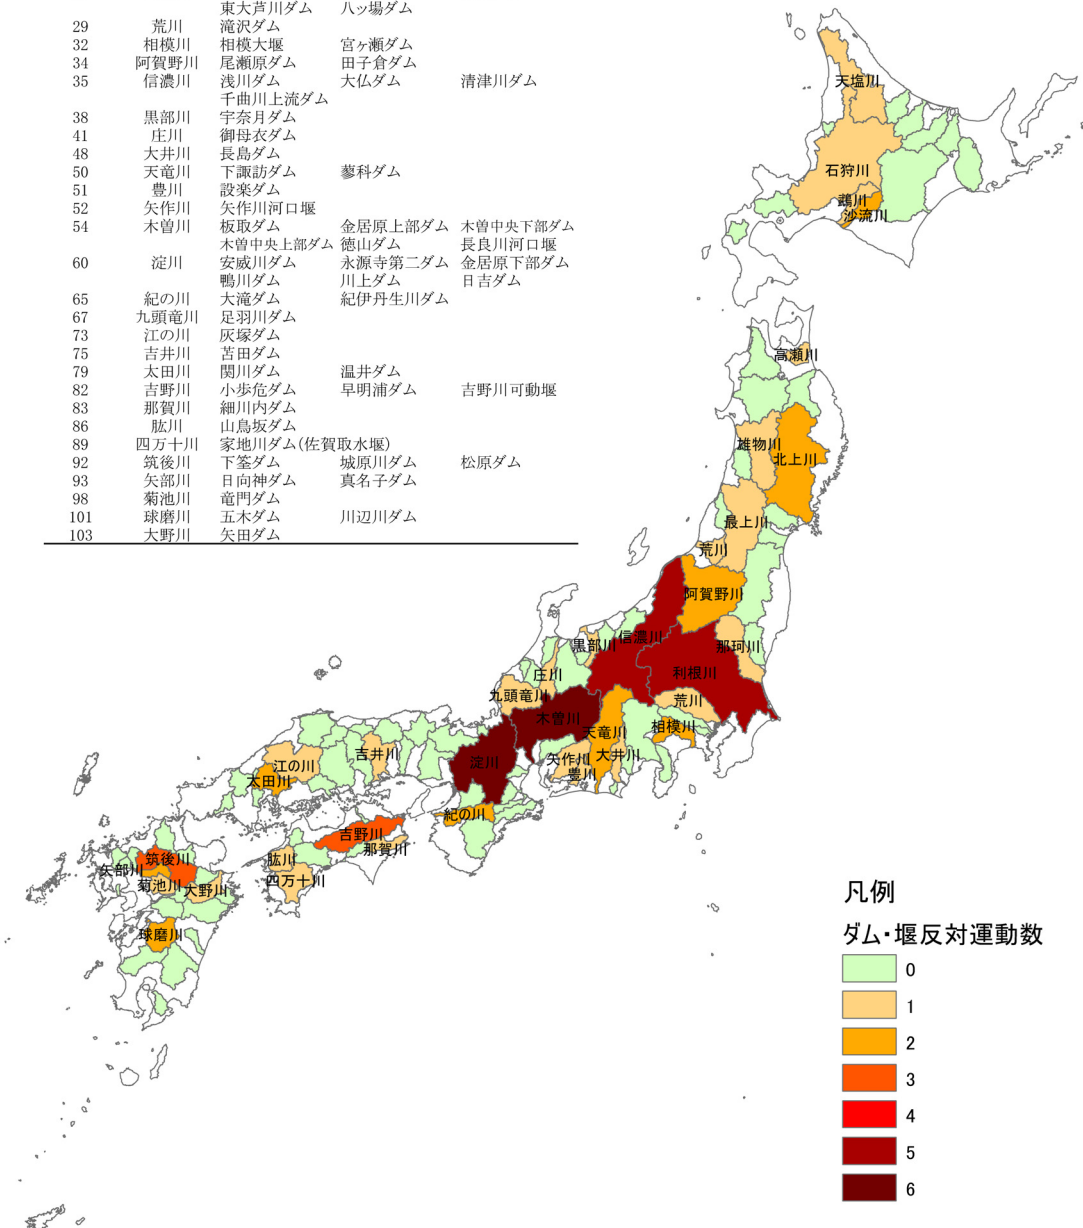 東大芦川ダム 八ッ場ダム
29 荒川 滝沢ダム
32 相模川 相模大堰 宮ヶ瀬ダム
34 阿賀野川 尾瀬原ダム 田子倉ダム
35 信濃川 浅川ダム 大仏ダム 清津川ダム
千曲川上流ダム
38 黒部川 宇奈月ダム
41 庄川 御母衣ダム
48 大井川 長島ダム
50 天竜川 下諏訪ダム 蓼科ダム
51 豊川 設楽ダム
52 矢作川 矢作川河口堰
54 木曽川 板取ダム 金居原上部ダム 木曽中央下部ダム
木曽中央上部ダム 徳山ダム 長良川河口堰
60 淀川 安威川ダム 永源寺第二ダム 金居原下部ダム
鴨川ダム 川上ダム 日吉ダム
65 紀の川 大滝ダム 紀伊丹生川ダム
67 九頭竜川 足羽川ダム
73 江の川 灰塚ダム
75 吉井川 苫田ダム
79 太田川 関川ダム 温井ダム
82 吉野川 小歩危ダム 早明浦ダム 吉野川可動堰
83 那賀川 細川内ダム
86 肱川 山鳥坂ダム
89 四万十川 家地川ダム(佐賀取水堰)
92 筑後川 下筌ダム 城原川ダム 松原ダム
93 矢部川 日向神ダム 真名子ダム
98 菊池川 竜門ダム
101 球磨川 五木ダム 川辺川ダム
103 大野川 矢田ダム
天塩川
石狩川
鵡川
沙流川
高瀬川
雄物川
北上川
最上川
荒川
阿賀野川
信濃川
黒部川
那珂川
利根川
庄川
九頭竜川
荒川
木曽川
相模川
天竜川
吉井川
大井川
矢作川
淀川
江の川
豊川
太田川
紀の川
吉野川
那賀川
筑後川
肱川
矢部川
四万十川
菊池川
大野川
球磨川
凡例
ダム・堰反対運動数
0
1
2
3
4
5
6